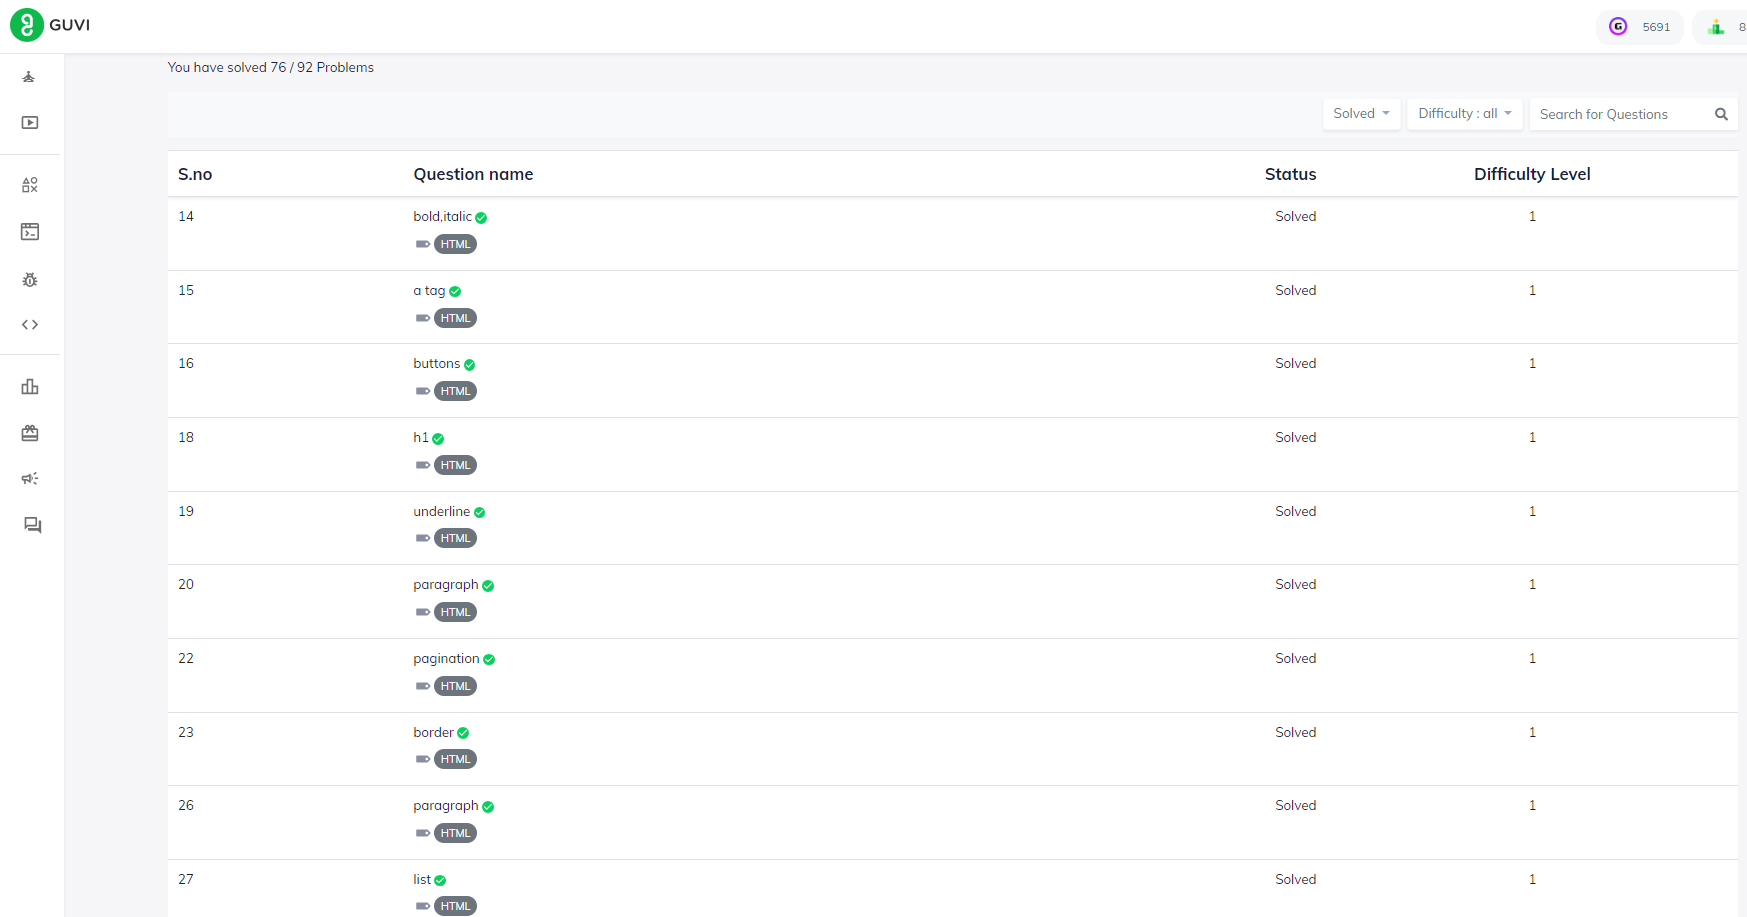 GUVI
5691
8
You have solved 76 / 92 Problems
Solved
Difficulty : all
Search for Questions
S.no Question name Status Difficulty Level
14 bold,italic Solved 1
HTML
15 a tag Solved 1
HTML
16 buttons Solved 1
HTML
18 h1 Solved 1
HTML
19 underline Solved 1
HTML
20 paragraph Solved 1
HTML
22 pagination Solved 1
HTML
23 border Solved 1
HTML
26 paragraph Solved 1
HTML
27 list Solved 1
HTML